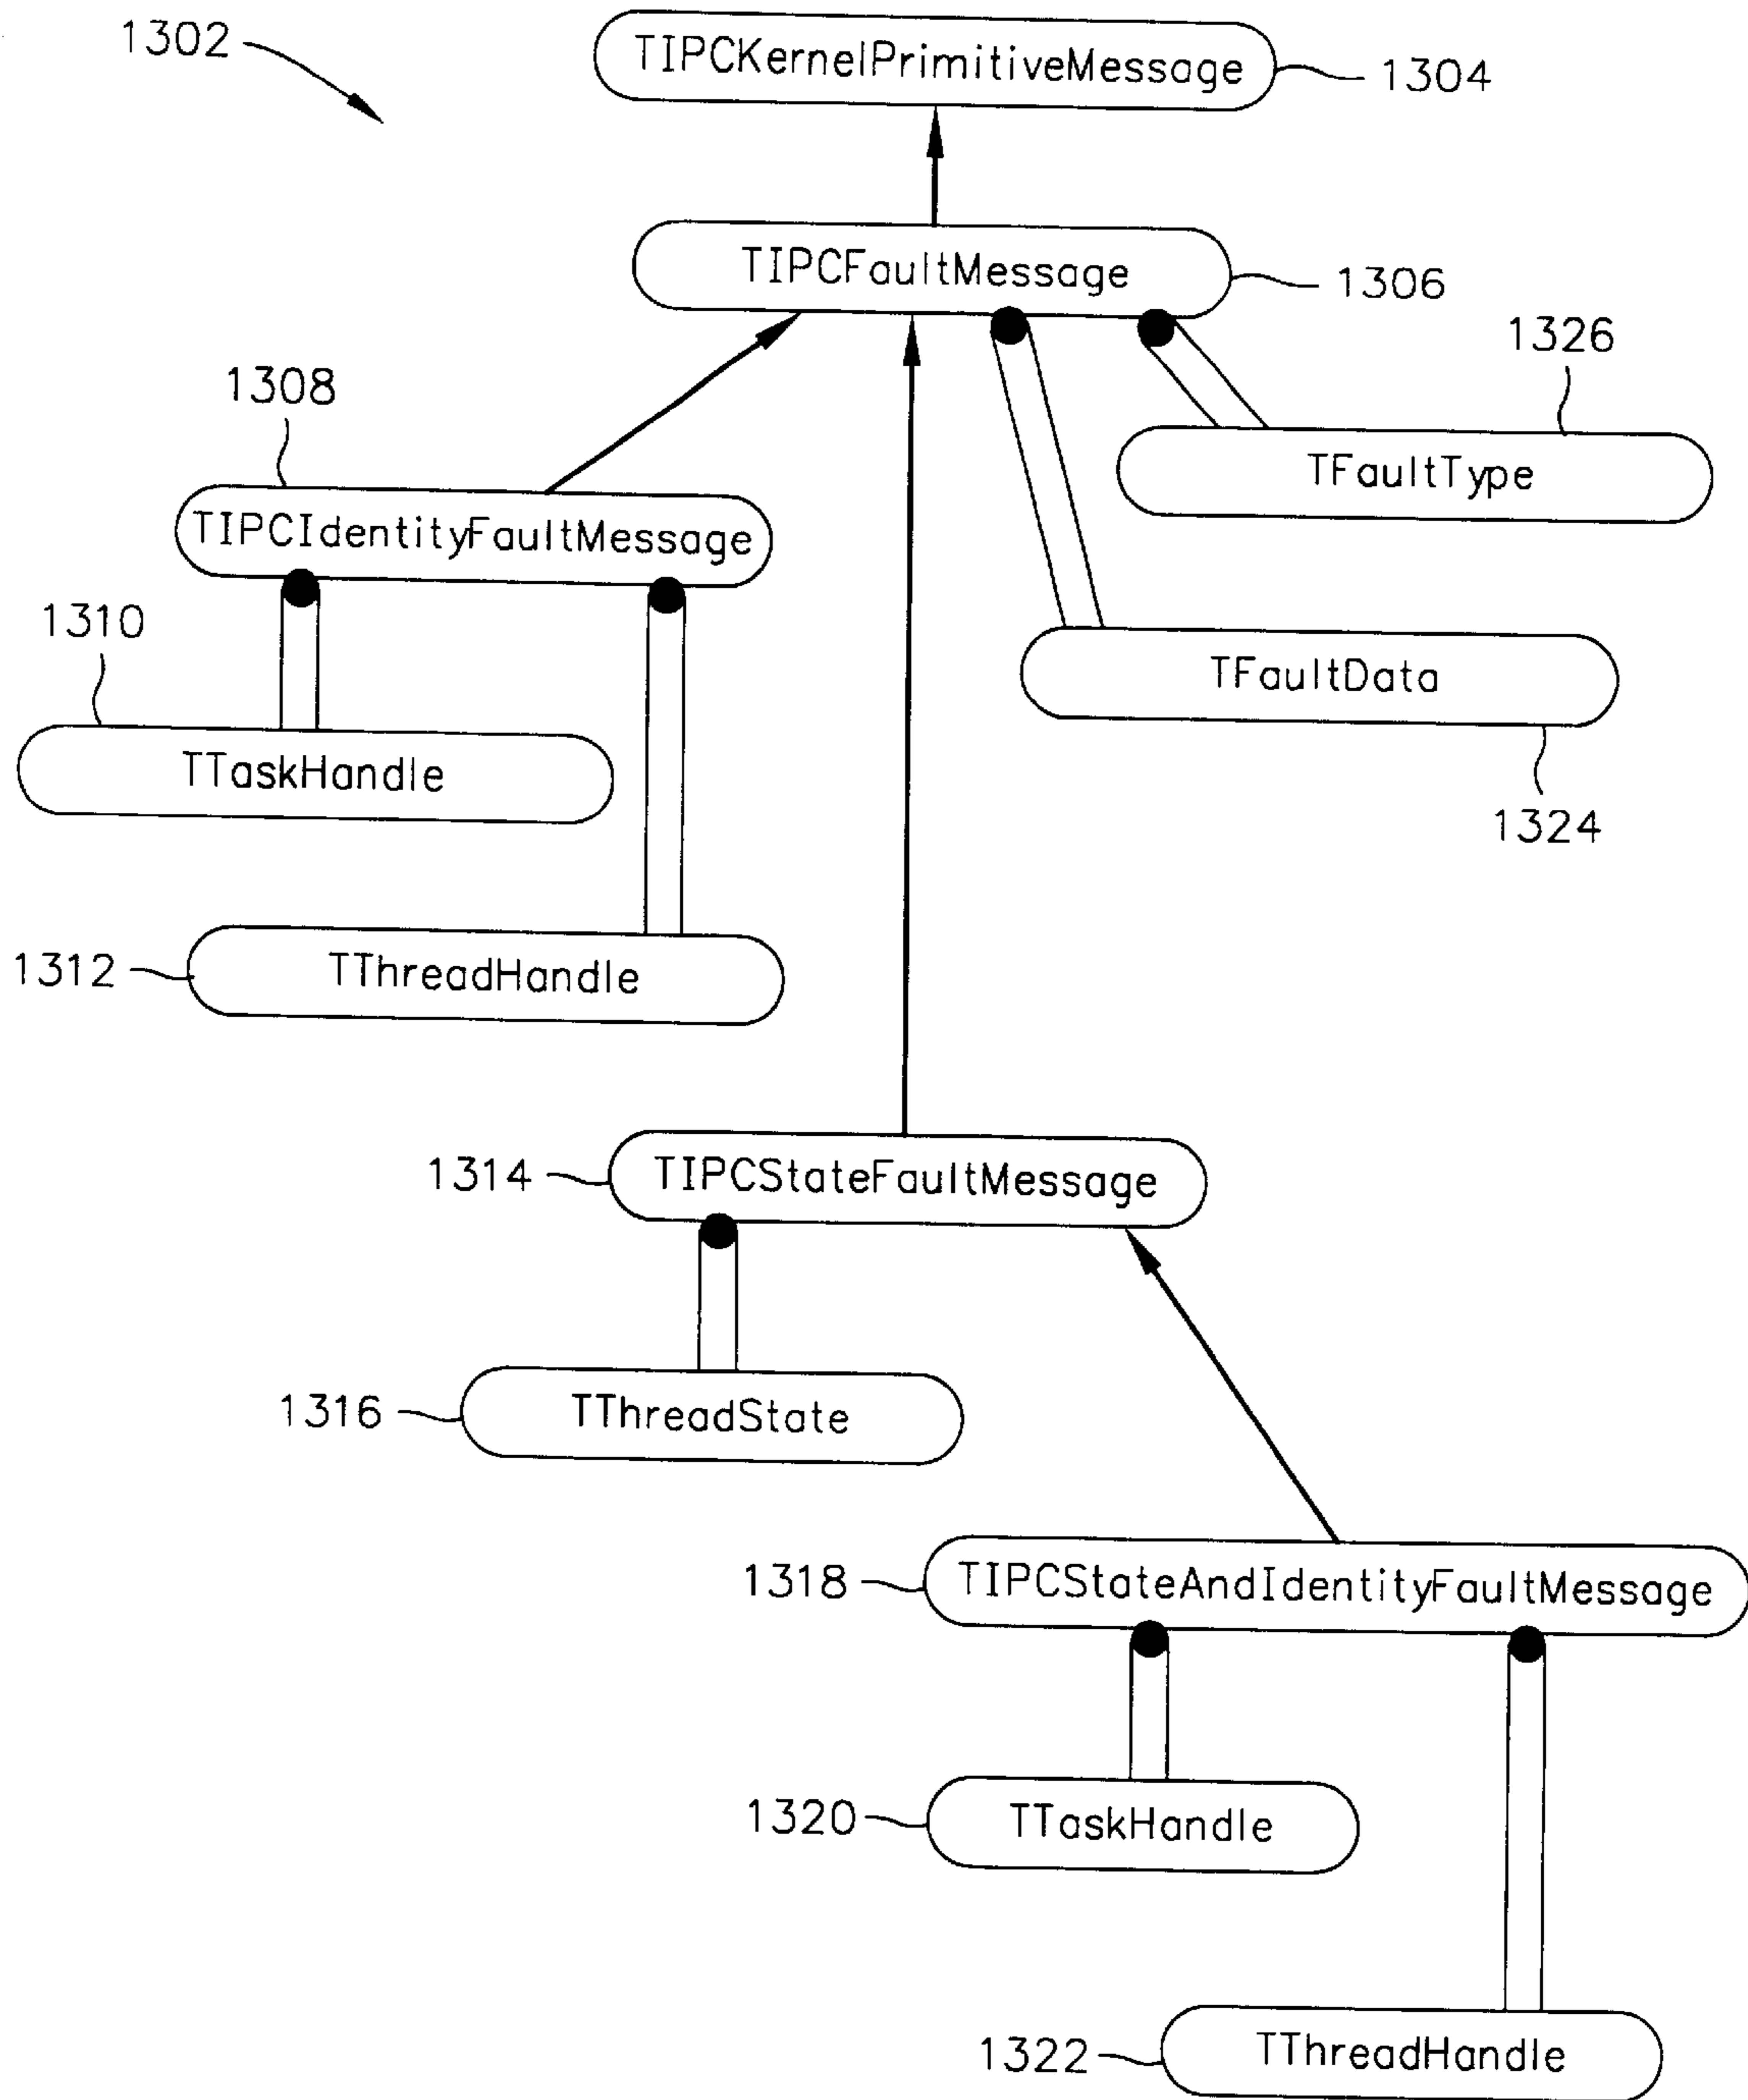 1302
TIPCKernelPrimitiveMessage
1304
TIPCFaultMessage
1306
1326
1308
TFaultType
TIPCIdentityFaultMessage
1310
TFaultData
TTaskHandle
1324
1312
TThreadHandle
1314
TIPCStateFaultMessage
1316
TThreadState
1318
TIPCStateAndIdentityFaultMessage
1320
TTaskHandle
1322
TThreadHandle